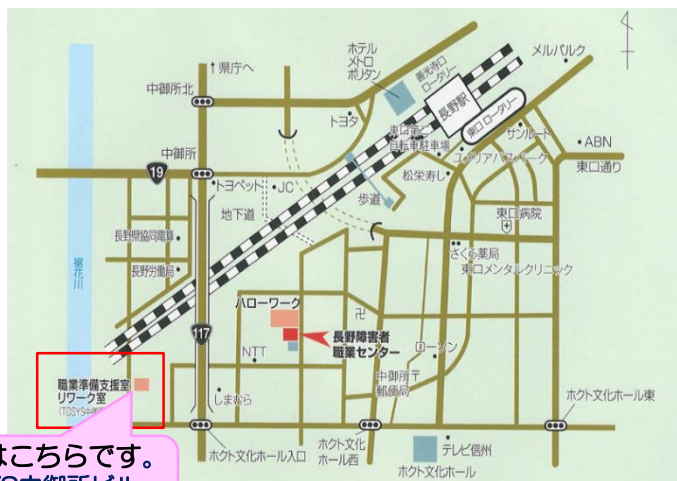 ↑県庁へ
中御所北
ホテル
メトロ
ポリタン
善光寺口
ロータリー
メルパルク
長野駅
トヨタ
東口 ロータリー
サンルート
ABN
東口通り
自転車駐車場
ユメリアバスパーク
松栄寿し
中御所
19
トヨペット
JC
歩道
地下道
東口病院
長野県協同電算
長野労働局
裾花川
さくら薬局
東口メンタルクリニック
ハローワーク
卍
117
長野障害者
職業センター
NTT
ローソン
中御所〒
郵便局
職業準備支援室
リワーク室
しまむら
ホクト文化ホール東
ホクト文化ホール入口
ホクト文化
ホール西
テレビ信州
ホクト文化ホール
はこちらです。